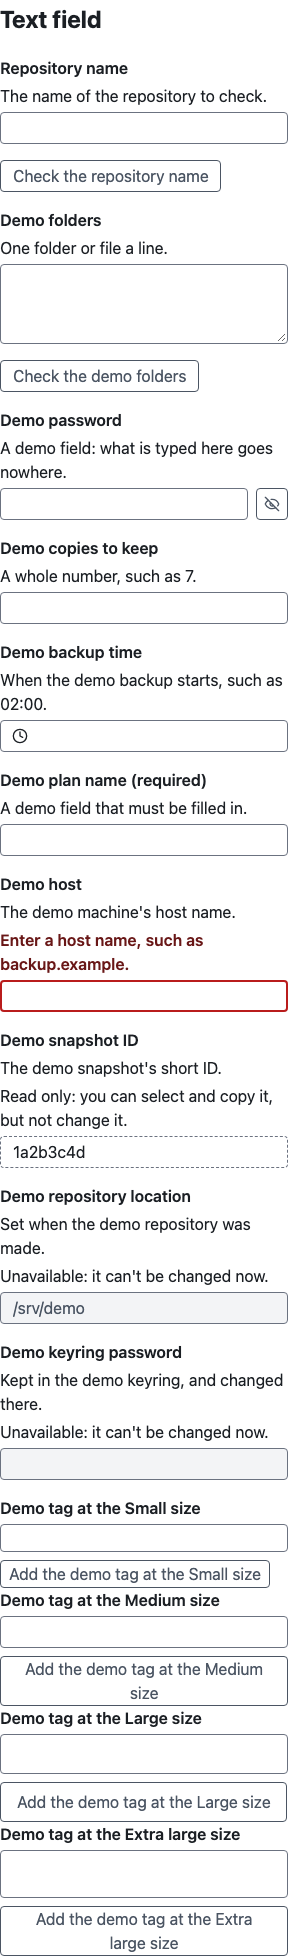 Text field
Repository name
The name of the repository to check.
Check the repository name
Demo folders
One folder or file a line.
Check the demo folders
Demo password
A demo field: what is typed here goes
nowhere.
Demo copies to keep
A whole number, such as 7.
Demo backup time
When the demo backup starts, such as
02:00.
Demo plan name (required)
A demo field that must be filled in.
Demo host
The demo machine's host name.
Enter a host name, such as
backup.example.
Demo snapshot ID
The demo snapshot's short ID.
Read only: you can select and copy it,
but not change it.
1a2b3c4d
Demo repository location
Set when the demo repository was
made.
Unavailable: it can't be changed now.
/srv/demo
Demo keyring password
Kept in the demo keyring, and changed
there.
Unavailable: it can't be changed now.
Demo tag at the Small size
Add the demo tag at the Small size
Demo tag at the Medium size
Add the demo tag at the Medium
size
Demo tag at the Large size
Add the demo tag at the Large size
Demo tag at the Extra large size
Add the demo tag at the Extra
large size